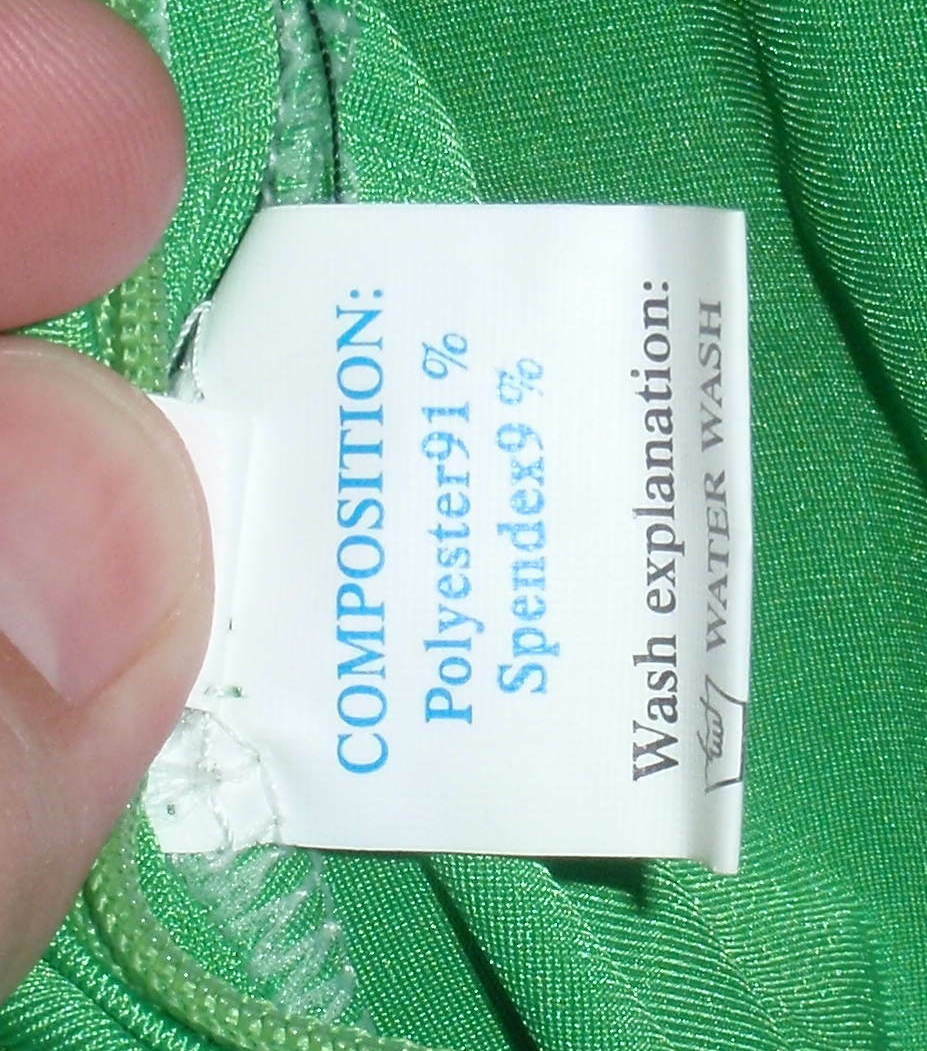 COMPOSITION:
Polyester91 %
Spendex9 %
Wash explanation:
WATER WASH